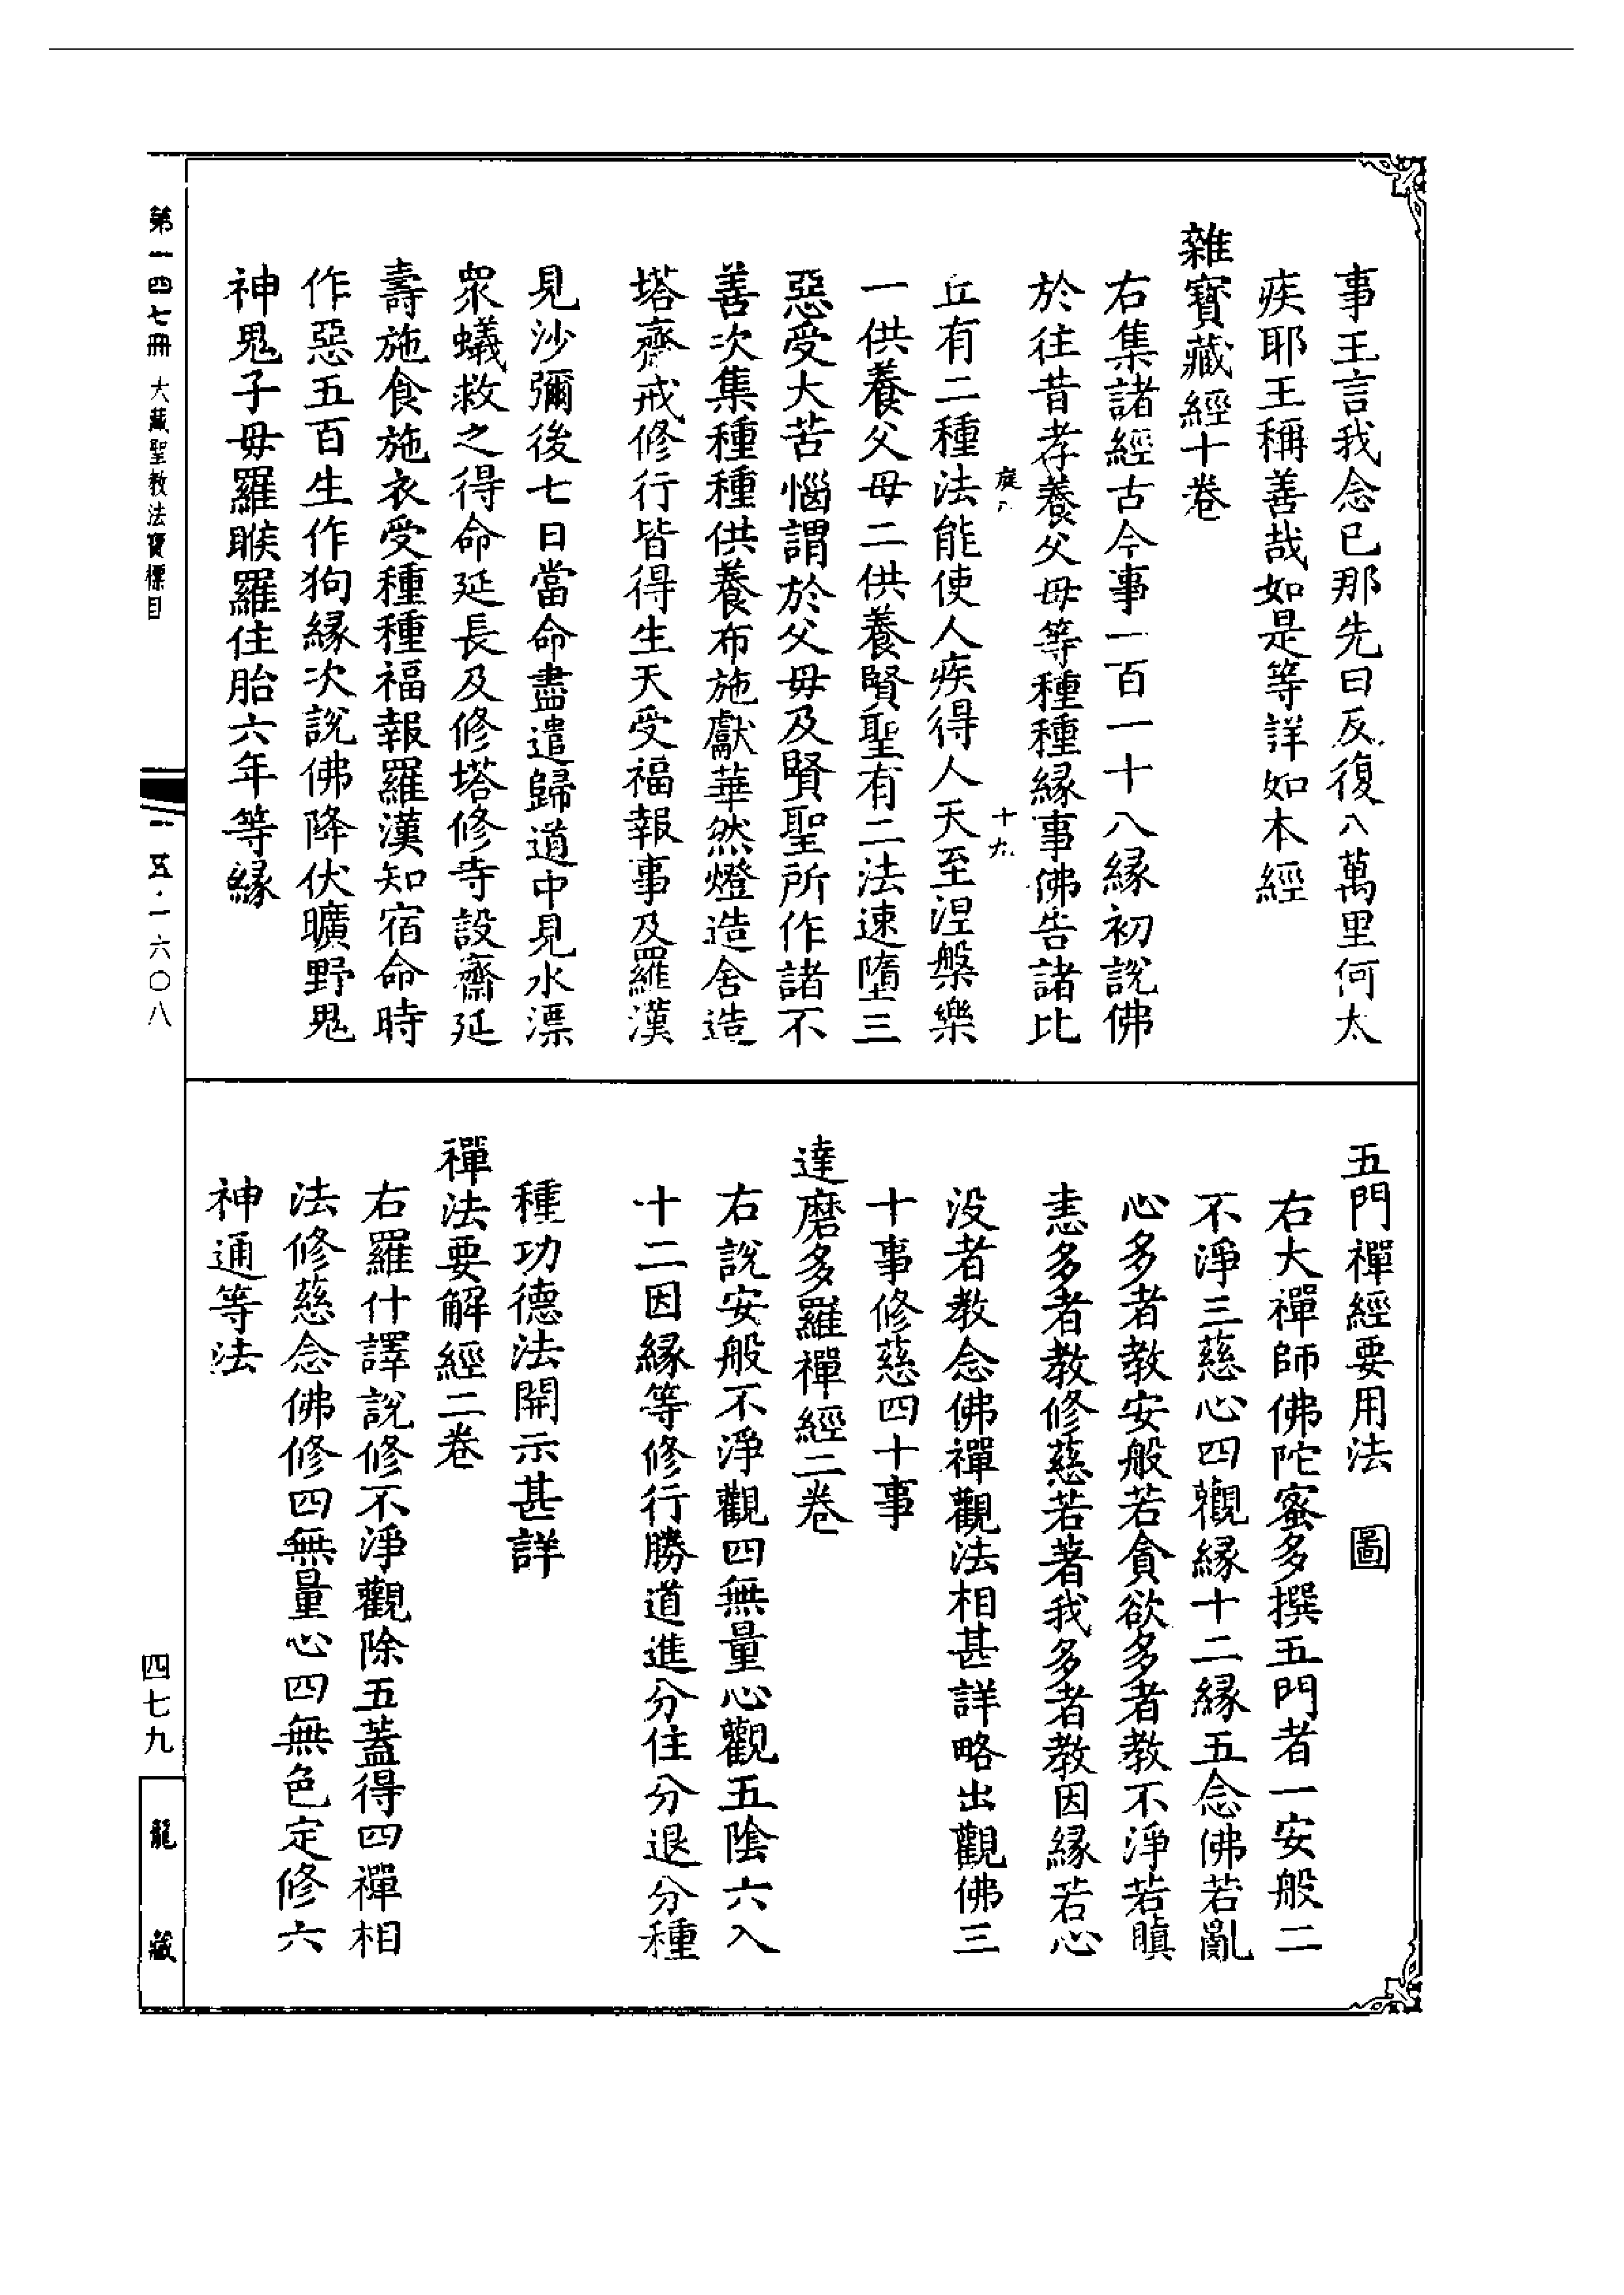 事王言我念已那先曰反復八萬里何太
疾耶王稱善哉如是等詳如本經
雜寶藏經十卷
右集諸經古今事一百一十八縁初說佛
於往昔孝養父母等種種縁事佛告諸比
庭八 十九
丘有二種法能使人疾得人天至涅槃樂
一供養父母二供養賢聖有二法速墮三
惡受大苦惱謂於父母及賢聖所作諸不
善次集種種供養布施獻華然燈造舍造
塔齋戒修行皆得生天受福報事及羅漢
見沙彌後七日當命盡遣歸道中見水漂
衆蟻救之得命延長及修塔修寺設齋延
壽施食施衣受種種福報羅漢知宿命時
作惡五百生作狗縁次說佛降伏曠野鬼
神鬼子母羅睺羅住胎六年等縁
五門禪經要用法 圖
右大禪師佛陀蜜多撰五門者一安般二
不淨三慈心四觀縁十二縁五念佛若亂
心多者教安般若貪欲多者教不淨若瞋
恚多者教修慈若著我多者教因縁若心
没者教念佛禪觀法相甚詳略出觀佛三
十事修慈四十事
達磨多羅禪經二卷
右說安般不淨觀四無量心觀五陰六入
十二因縁等修行勝道進分住分退分種
種功德法開示甚詳
禪法要解經二卷
右羅什譯說修不淨觀除五蓋得四禪相
法修慈念佛修四無量心四無色定修六
神通等法
第一四七冊 大藏聖教法寶標目
一五·一六〇八
四七九
龍藏